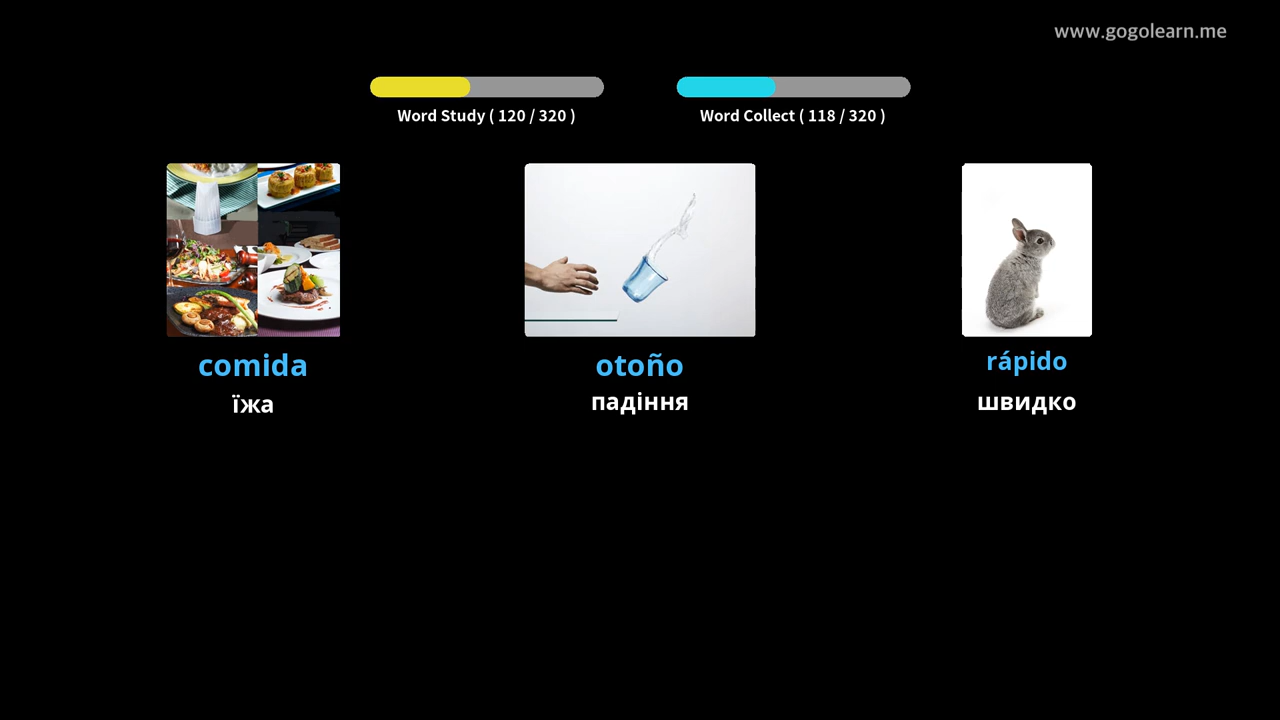 www.gogolearn.me
Word Study ( 120 / 320 )
Word Collect ( 118 / 320 )
comida
їжа
otoño
падіння
rápido
швидко